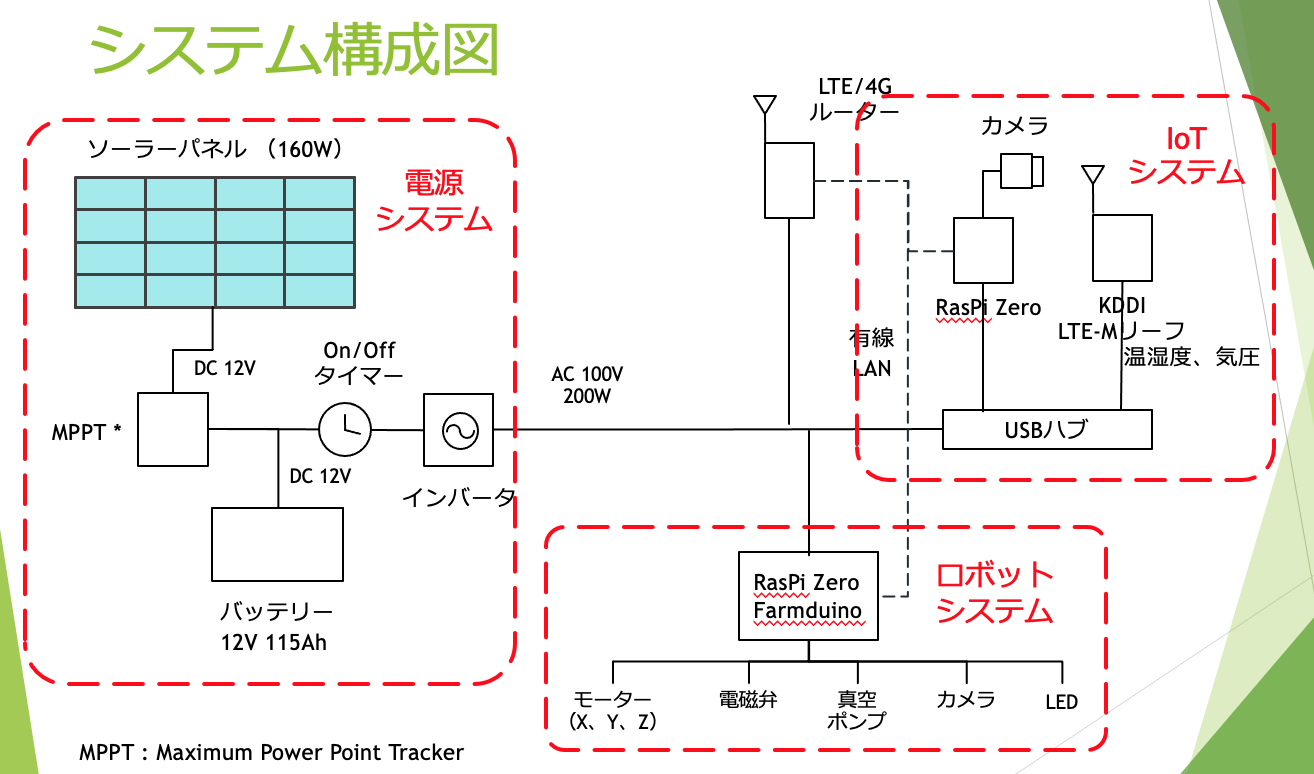 システム構成図
ソーラーパネル （160W）
電源
システム
DC 12V
On/Off
タイマー
MPPT *
DC 12V
インバータ
バッテリー
12V 115Ah
MPPT : Maximum Power Point Tracker
AC 100V
200W
LTE/4G
ルーター
有線
LAN
IoT
システム
カメラ
RasPi Zero
KDDI
LTE-Mリーフ
温湿度、気圧
USBハブ
ロボット
システム
RasPi Zero
Farmduino
モーター
（X、Y、Z）
電磁弁
真空
ポンプ
カメラ
LED